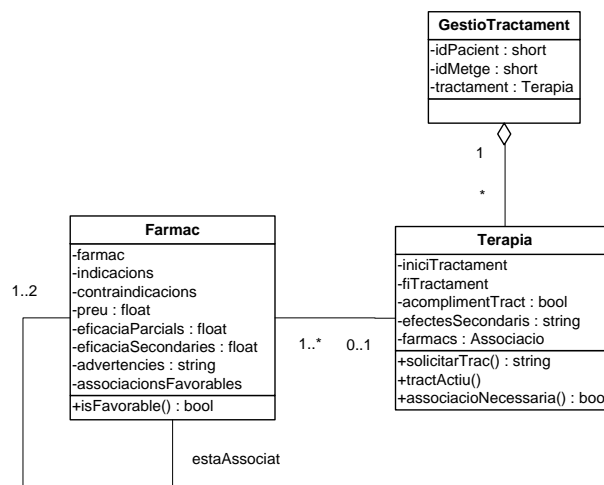 GestioTractament
-idPacient : short
-idMetge : short
-tractament : Terapia
1
*
Farmac
-farmac
-indicacions
-contraindicacions
-preu : float
-eficaciaParcials : float
-eficaciaSecondaries : float
-advertencies : string
-associacionsFavorables
+isFavorable() : bool
1..2
1..*
0..1
Terapia
-iniciTractament
-fiTractament
-acomplimentTract : bool
-efectesSecondaris : string
-farmacs : Associacio
+solicitarTrac() : string
+tractActiu()
+associacioNecessaria() : boo
estaAssociat